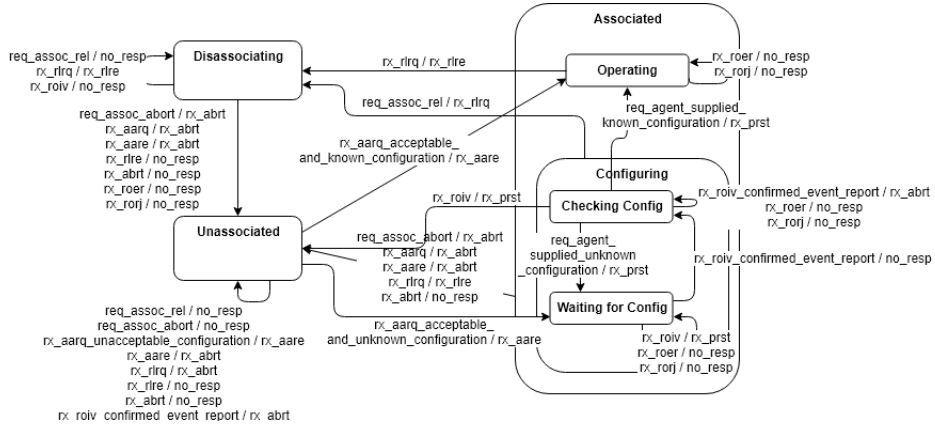 Associated
req_assoc_rel / no_resp
rx_rlrq / rx_rlre
rx_roiv / no_resp
Disassociating
rx_rlrq / rx_rlre
Operating
rx_roer / no_resp
rx_rorj / no_resp
req_assoc_rel / rx_rlrq
req_agent_supplied_
known_configuration / rx_prst
req_assoc_abort / rx_abrt
rx_aarq / rx_abrt
rx_aare / rx_abrt
rx_rlre / no_resp
rx_abrt / no_resp
rx_roer / no_resp
rx_rorj / no_resp
rx_aarq_acceptable_
and_known_configuration / rx_aare
Configuring
rx_roiv / rx_prst
Checking Config
rx_roiv_confirmed_event_report / rx_abrt
rx_roer / no_resp
rx_rorj / no_resp
Unassociated
req_assoc_abort / rx_abrt
rx_aarq / rx_abrt
rx_aare / rx_abrt
rx_rlrq / rx_rlre
rx_abrt / no_resp
req_agent_
supplied_unknown
_configuration / rx_prst
rx_roiv_confirmed_event_report / no_resp
Waiting for Config
rx_aarq_acceptable_
and_unknown_configuration / rx_aare
rx_roiv / rx_prst
rx_roer / no_resp
rx_rorj / no_resp
req_assoc_rel / no_resp
req_assoc_abort / no_resp
rx_aarq_unacceptable_configuration / rx_aare
rx_aare / rx_abrt
rx_rlrq / rx_abrt
rx_rlre / no_resp
rx_abrt / no_resp
rx_roiv_confirmed_event_report / rx_abrt